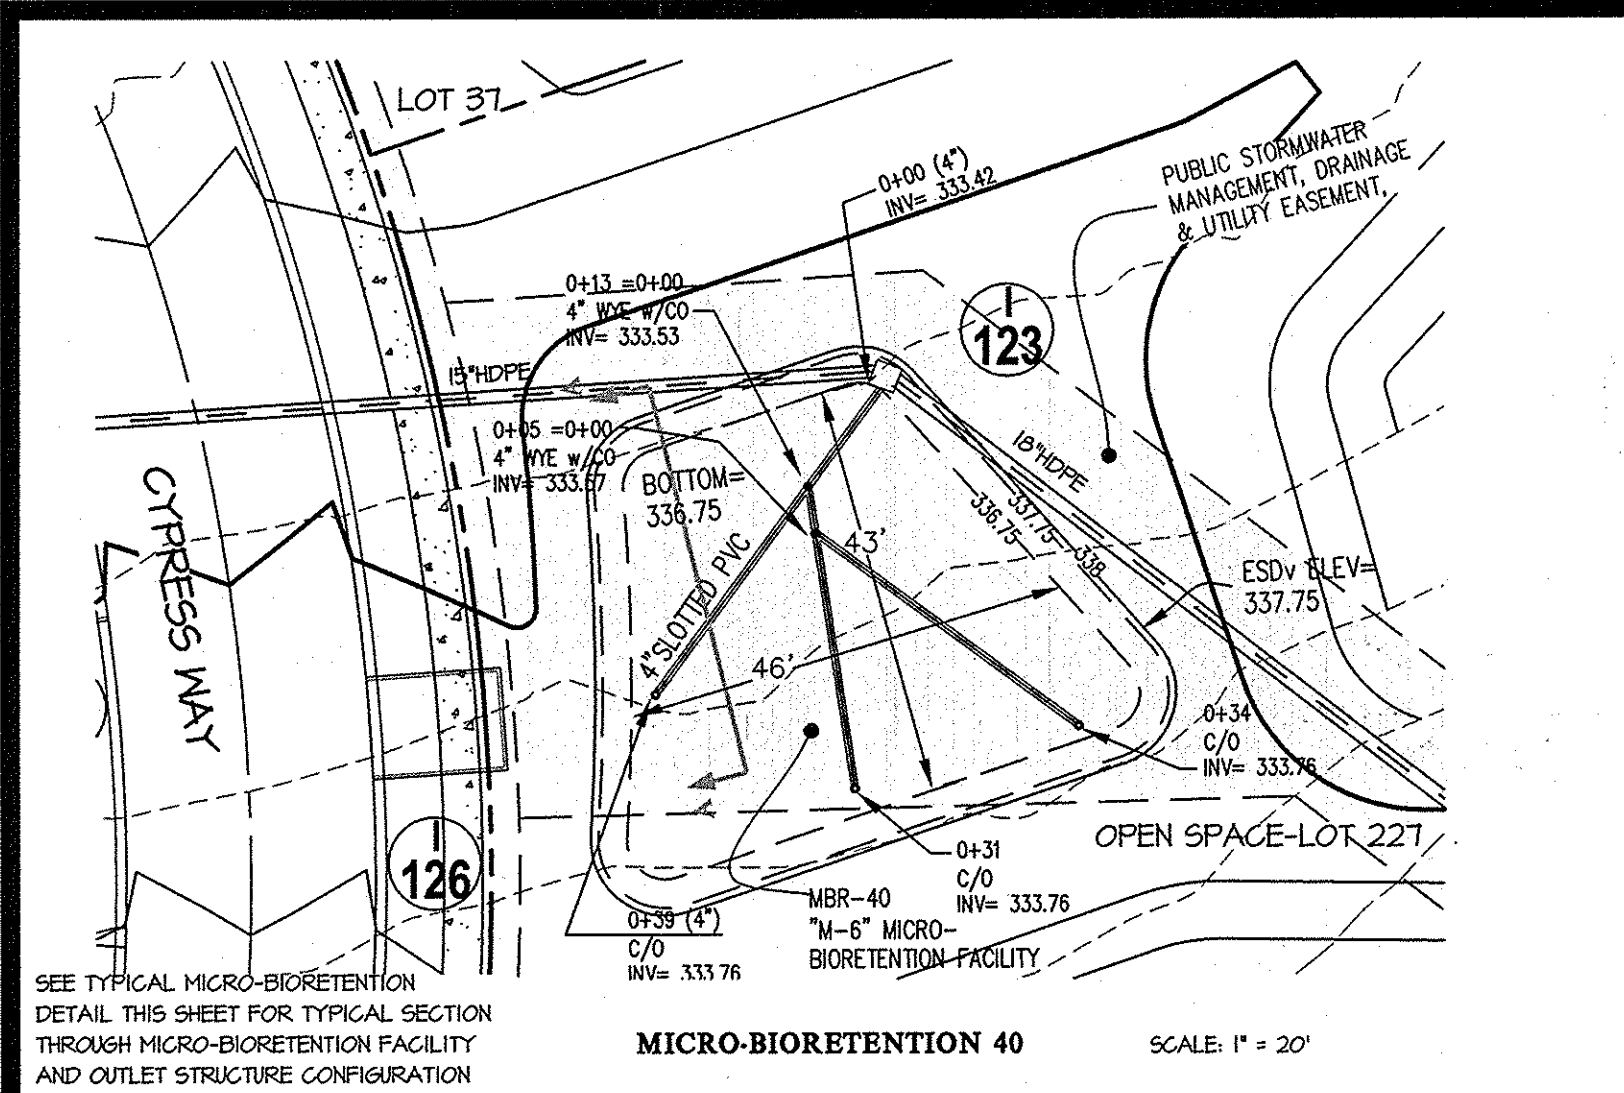 LOT 37
0+00 (4")
INV= 333.42
PUBLIC STORMWATER
MANAGEMENT, DRAINAGE
& UTILITY EASEMENT,
0+13 =0+00
4" WYE w/CO
INV= 333.53
I
123
15"HDPE
0+05 =0+00
4" WYE w/CO
INV= 333.57
BOTTOM=
336.75
18"HDPE
337.75
336.75
338
43'
ESDv ELEV=
337.75
CYPRESS WAY
4"SLOTTED PVC
46'
0+34
C/O
INV= 333.76
OPEN SPACE-LOT 227
I
126
0+31
C/O
INV= 333.76
MBR-40
"M-6" MICRO-
BIORETENTION FACILITY
0+39 (4")
C/O
INV= 333.76
SEE TYPICAL MICRO-BIORETENTION
DETAIL THIS SHEET FOR TYPICAL SECTION
THROUGH MICRO-BIORETENTION FACILITY
AND OUTLET STRUCTURE CONFIGURATION
MICRO-BIORETENTION 40
SCALE: 1" = 20'